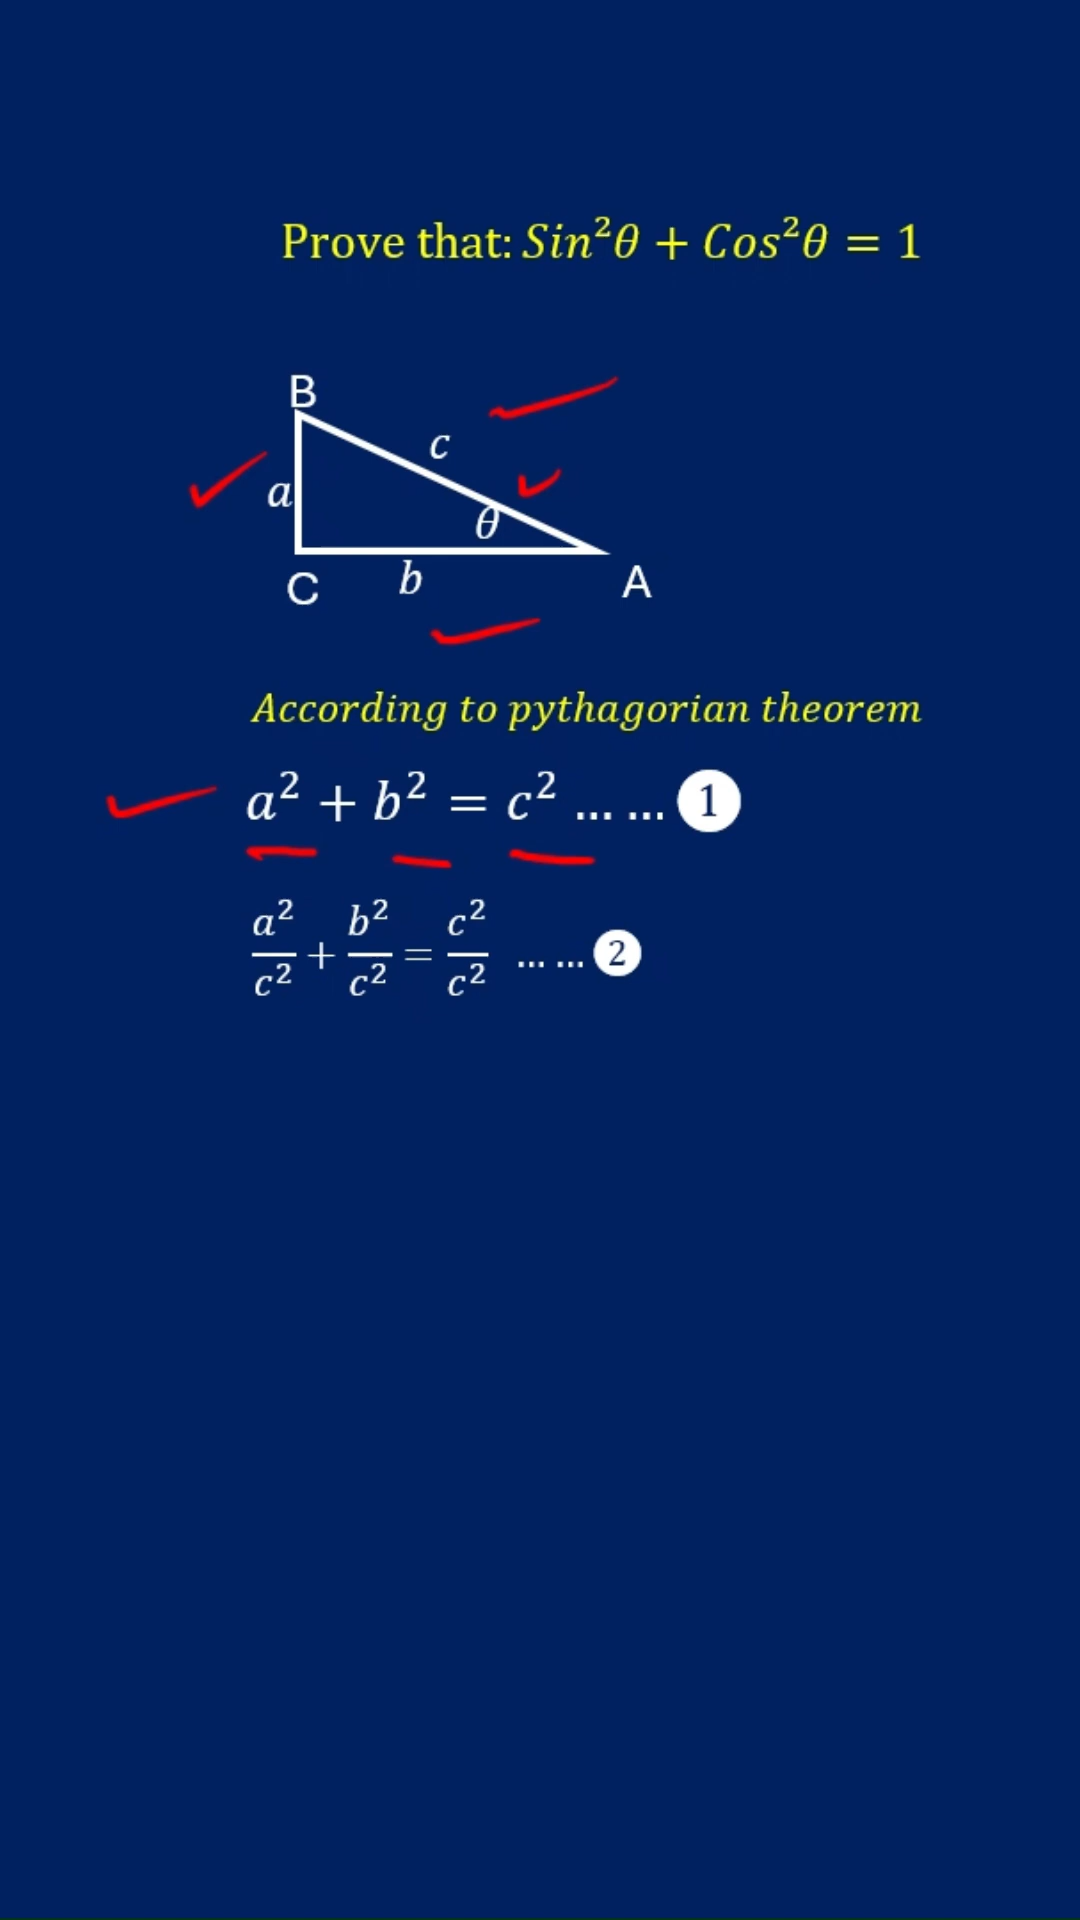 Prove that: Sin²θ + Cos²θ = 1
B
c
a
θ
C
b
A
According to pythagorian theorem
a² + b² = c² ... ... 1
a²/c² + b²/c² = c²/c² ... ... 2